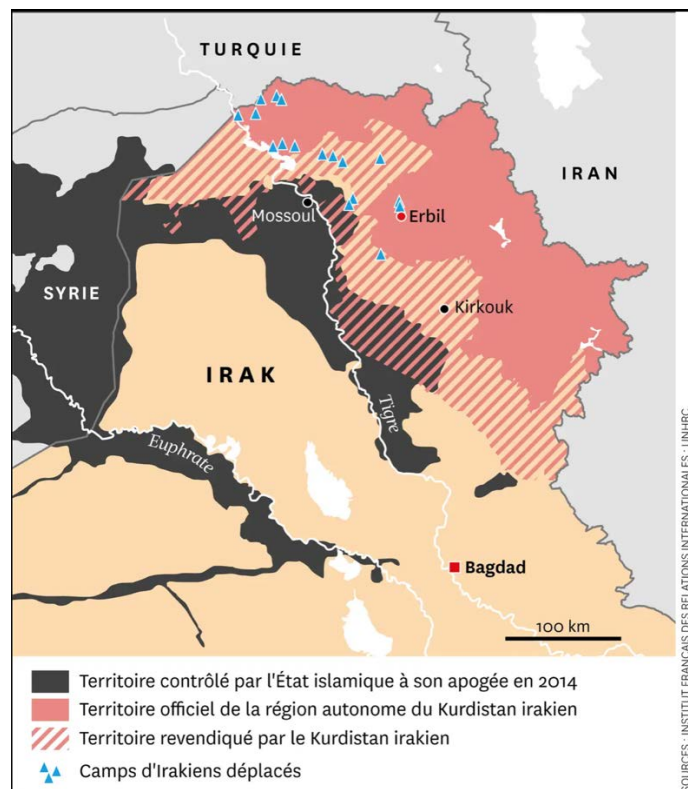 TURQUIE
IRAN
Mossoul
Erbil
SYRIE
Kirkouk
IRAK
Tigre
Euphrate
Bagdad
100 km
Territoire contrôlé par l'État islamique à son apogée en 2014
Territoire officiel de la région autonome du Kurdistan irakien
Territoire revendiqué par le Kurdistan irakien
Camps d'Irakiens déplacés
SOURCES : INSTITUT FRANÇAIS DES RELATIONS INTERNATIONALES ; UNHRC